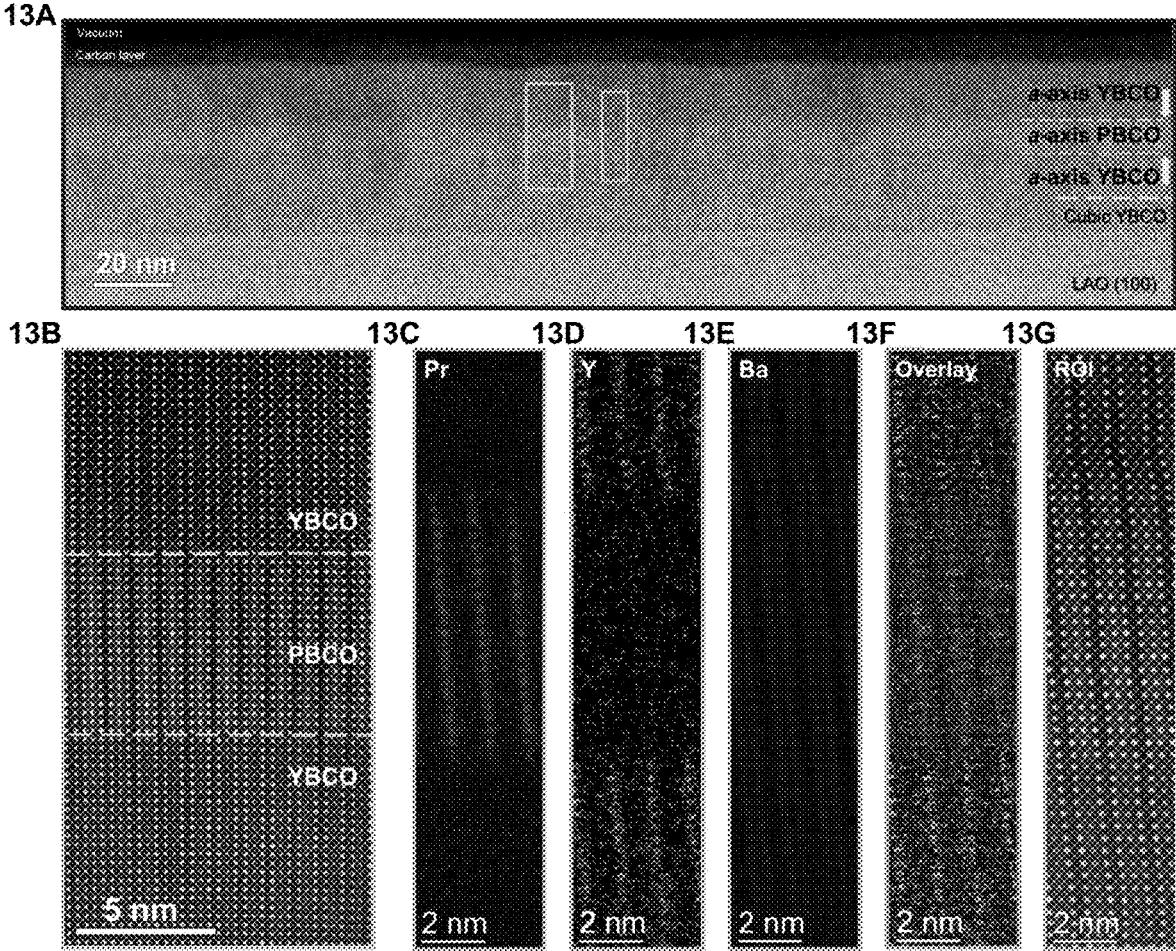 13A
Vacuum
Carbon layer
a-axis YBCO
a-axis PBCO
a-axis YBCO
Cubic YBCO
LAO (100)
20 nm
13B
13C
13D
13E
13F
13G
YBCO
PBCO
YBCO
5 nm
Pr
2 nm
Y
2 nm
Ba
2 nm
Overlay
2 nm
ROI
2 nm